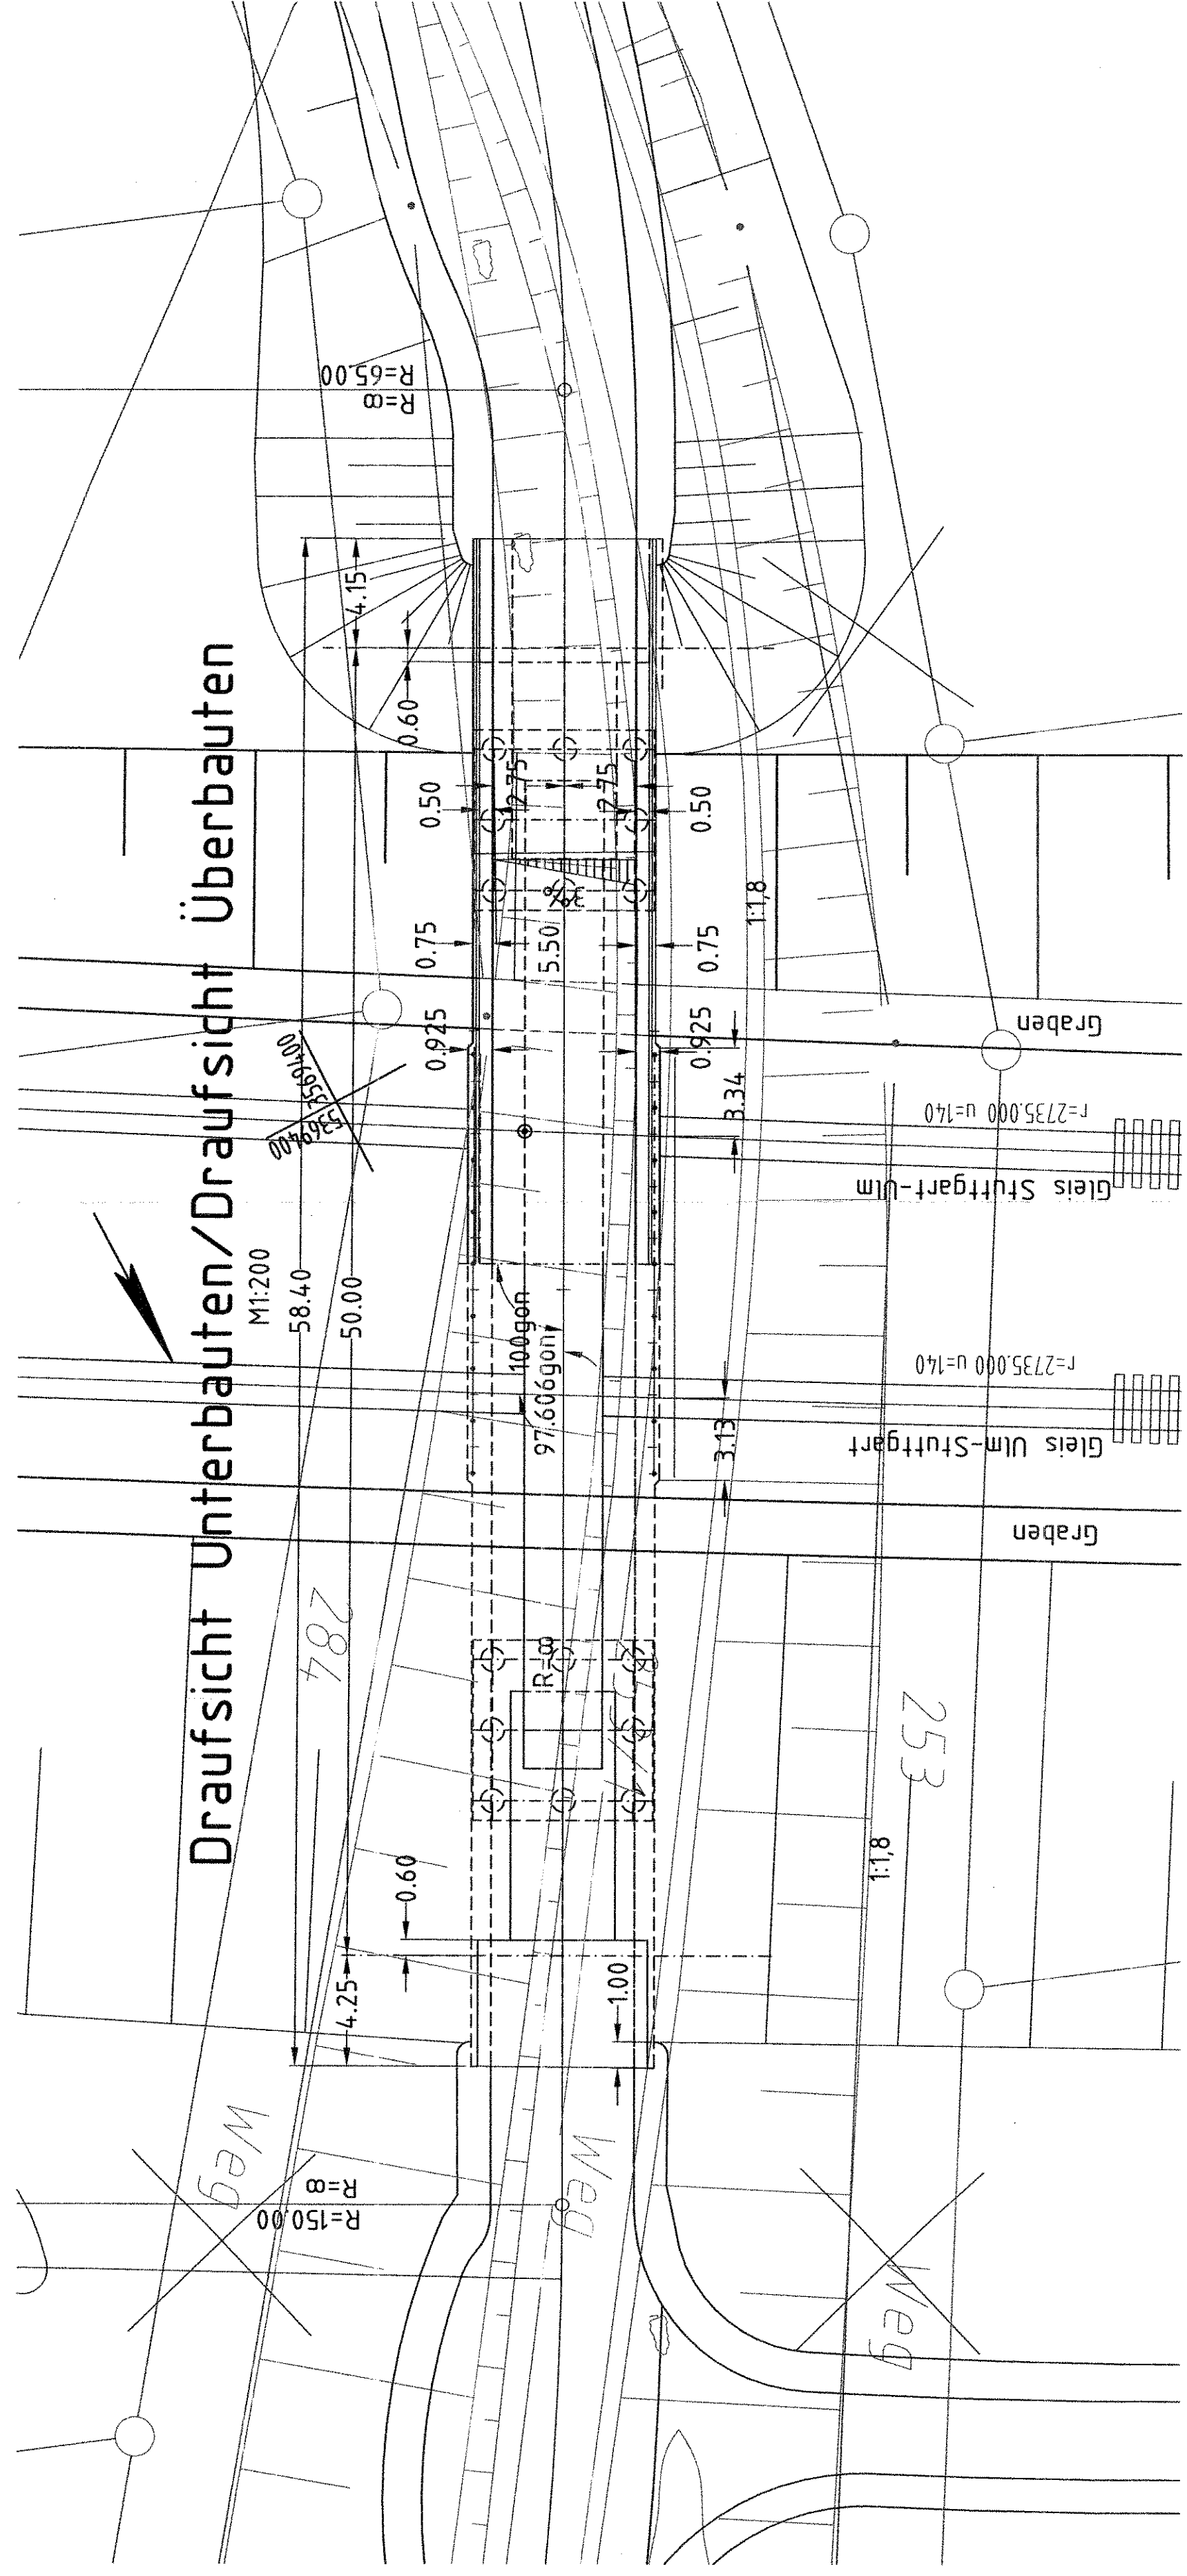 Draufsicht Unterbauten/Draufsicht Überbauten
M1:200
58.40
50.00
4.15
0.60
4.25
0.60
1.00
R=65.00
R=∞
0.50
2.75
2.75
0.50
3%
0.75
5.50
0.75
0.925
0.925
3.34
3.13
1:1,8
1:1,8
Graben
r=2735.000 u=140
Gleis Stuttgart-Ulm
r=2735.000 u=140
Gleis Ulm-Stuttgart
Graben
3569400
5369400
100gon
97.606gon
R=∞
284
253
Weg
Weg
Weg
R=∞
R=150.00